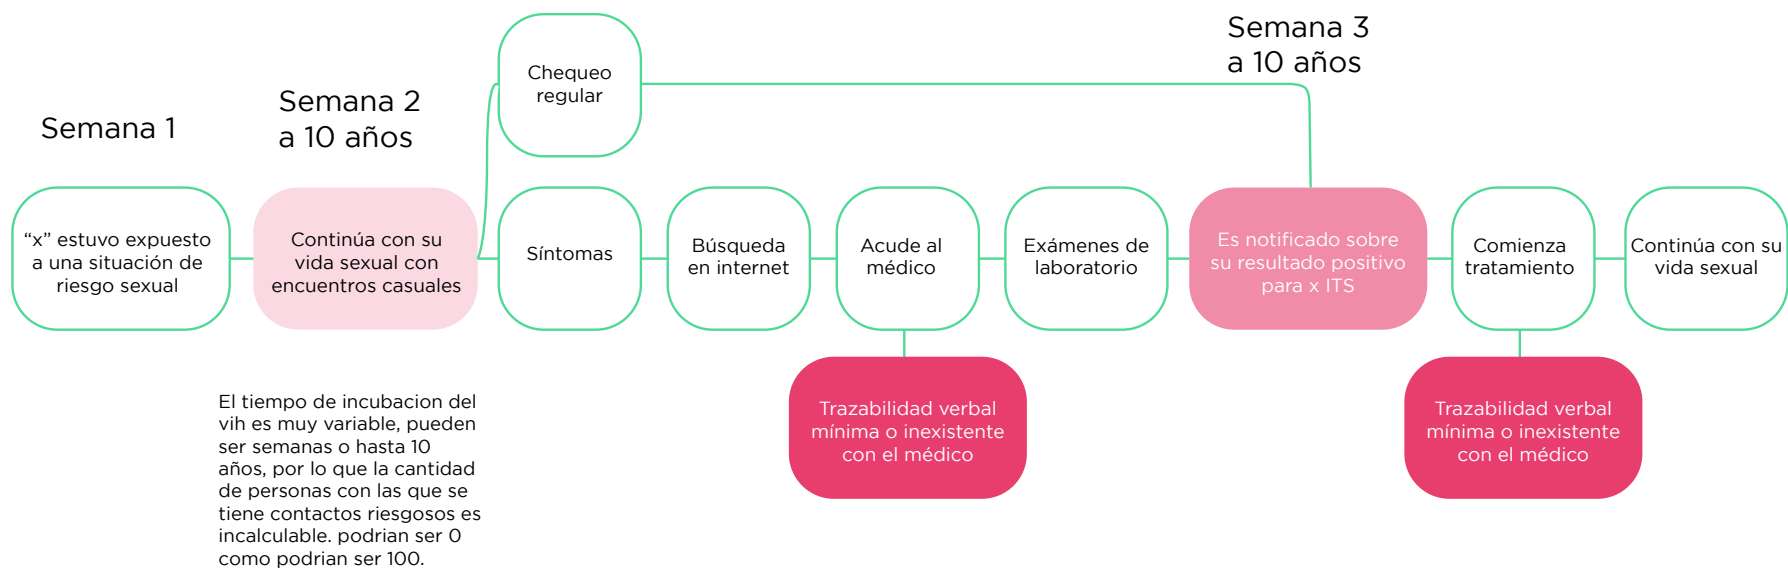 Semana 1
Semana 2
a 10 años
Chequeo
regular
Semana 3
a 10 años
“x” estuvo expuesto
a una situación de
riesgo sexual
Continúa con su
vida sexual con
encuentros casuales
Síntomas
Búsqueda
en internet
Acude al
médico
Exámenes de
laboratorio
Es notificado sobre
su resultado positivo
para x ITS
Comienza
tratamiento
Continúa con su
vida sexual
Trazabilidad verbal
mínima o inexistente
con el médico
Trazabilidad verbal
mínima o inexistente
con el médico
El tiempo de incubacion del
vih es muy variable, pueden
ser semanas o hasta 10
años, por lo que la cantidad
de personas con las que se
tiene contactos riesgosos es
incalculable. podrian ser 0
como podrian ser 100.